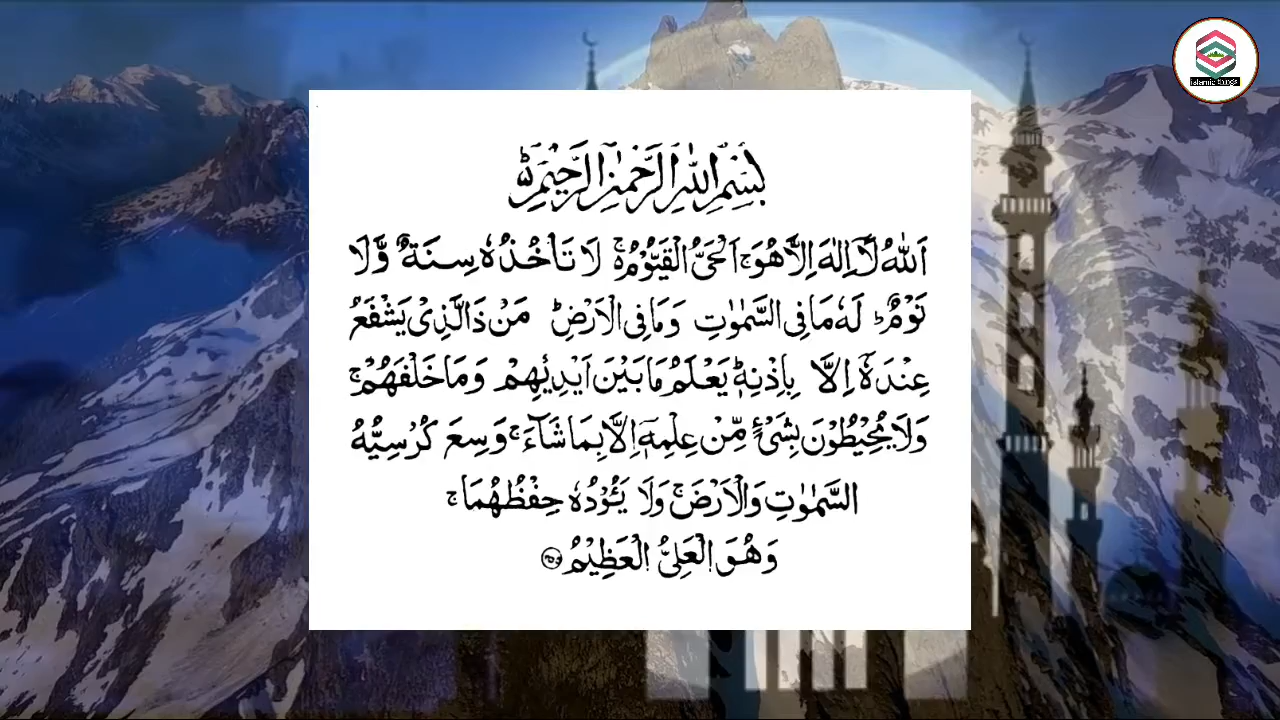 بِسْمِ اللّٰهِ الرَّحْمٰنِ الرَّحِيْمِ
اَللّٰهُ لَاۤ اِلٰهَ اِلَّا هُوَ ۚ اَلْحَىُّ الْقَيُّوْمُ ۚ لَا تَاْخُذُهٗ سِنَةٌ وَّلَا
نَوْمٌ ؕ لَهٗ مَا فِى السَّمٰوٰتِ وَمَا فِى الْاَرْضِ ؕ مَنْ ذَا الَّذِىْ يَشْفَعُ
عِنْدَهٗۤ اِلَّا بِاِذْنِهٖ ؕ يَعْلَمُ مَا بَيْنَ اَيْدِيْهِمْ وَمَا خَلْفَهُمْ ۚ
وَلَا يُحِيْطُوْنَ بِشَىْءٍ مِّنْ عِلْمِهٖۤ اِلَّا بِمَا شَآءَ ۚ وَسِعَ كُرْسِيُّهُ
السَّمٰوٰتِ وَالْاَرْضَ ۚ وَلَا يَـُٔوْدُهٗ حِفْظُهُمَا ۚ
وَهُوَ الْعَلِىُّ الْعَظِيْمُ